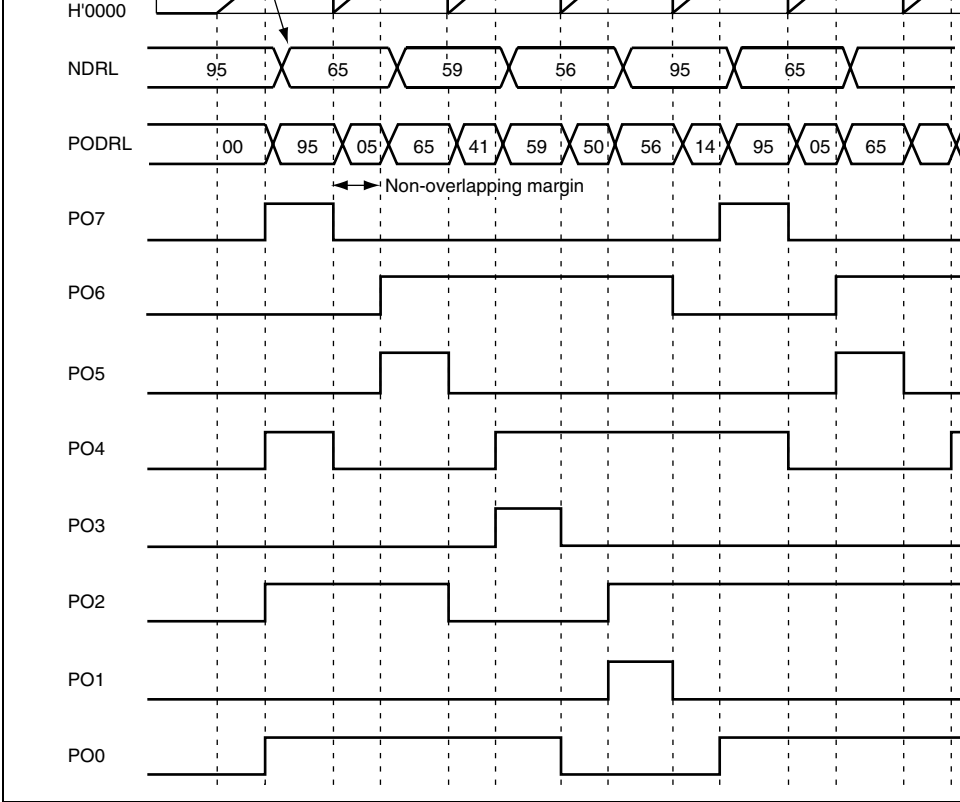 H'0000
NDRL 95 65 59 56 95 65
PODRL 00 95 05 65 41 59 50 56 14 95 05 65
Non-overlapping margin
PO7
PO6
PO5
PO4
PO3
PO2
PO1
PO0